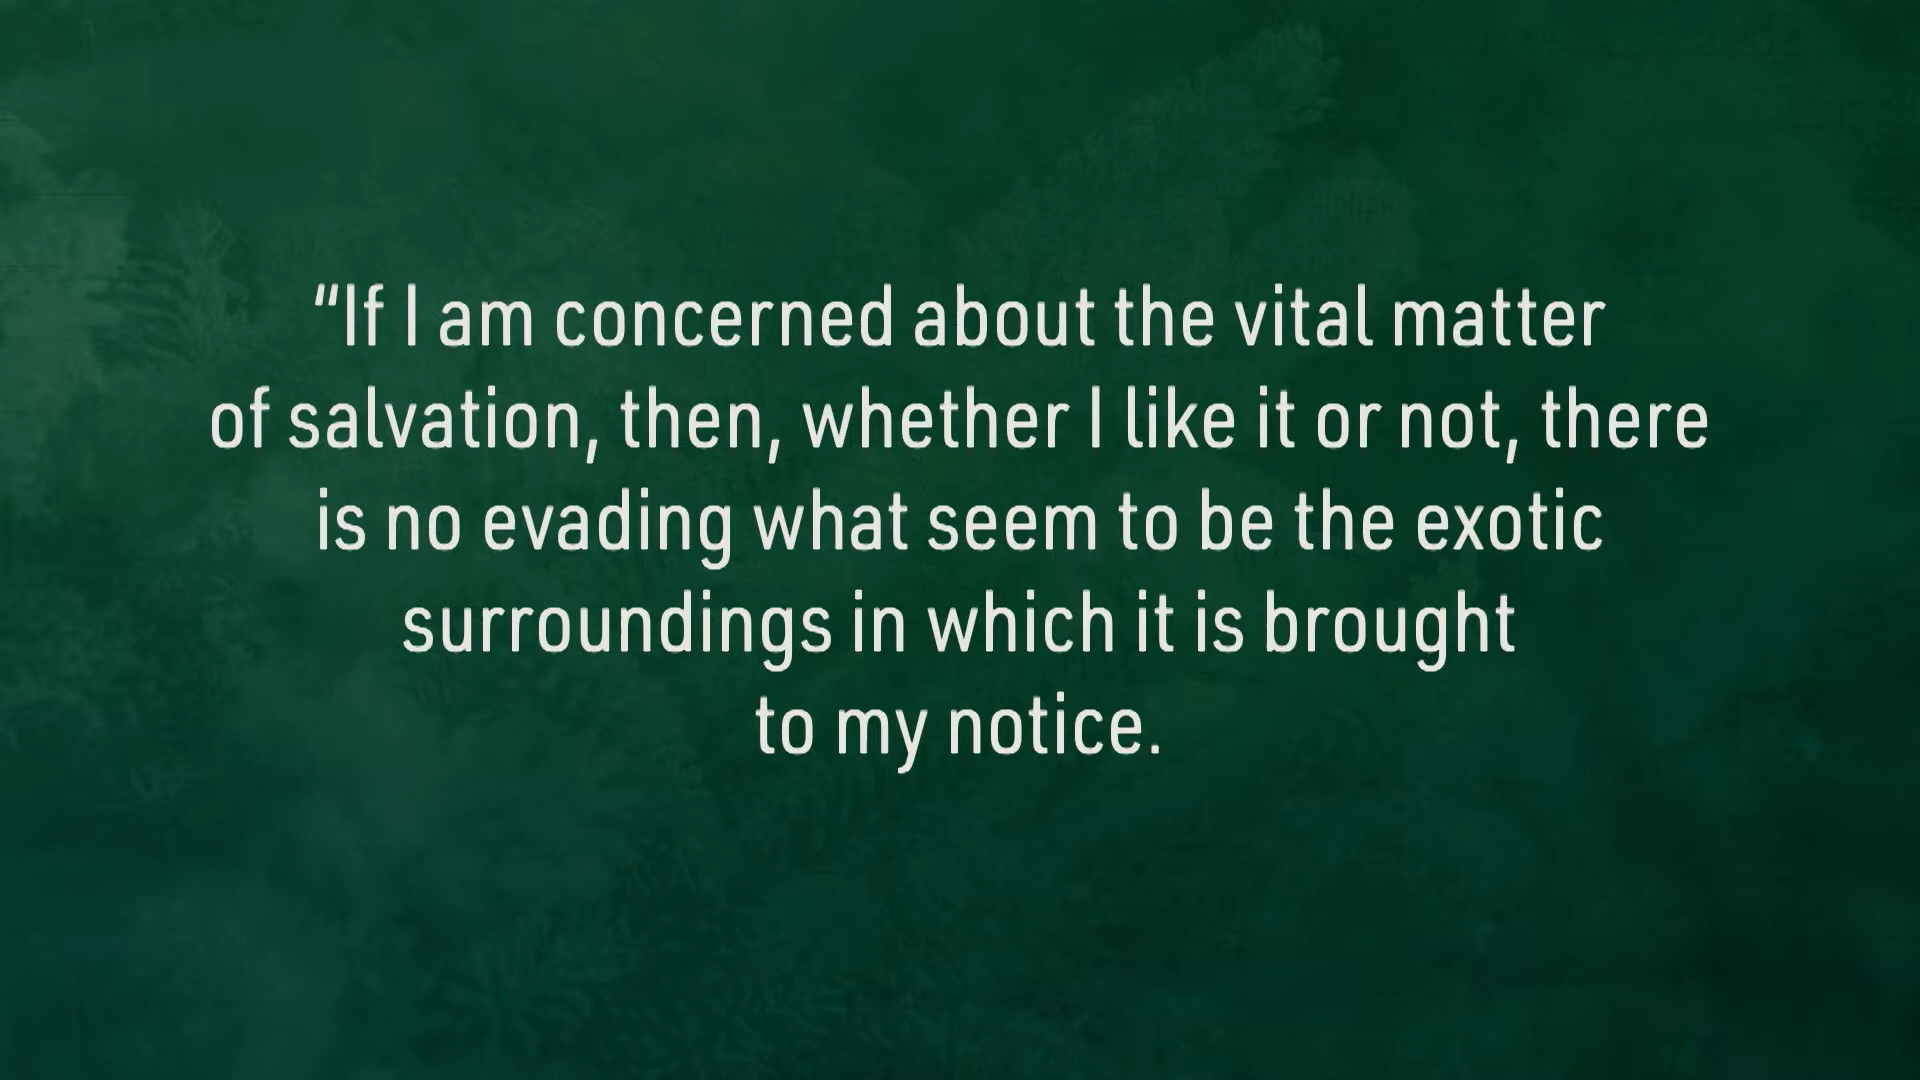 “If I am concerned about the vital matter
of salvation, then, whether I like it or not, there
is no evading what seem to be the exotic
surroundings in which it is brought
to my notice.